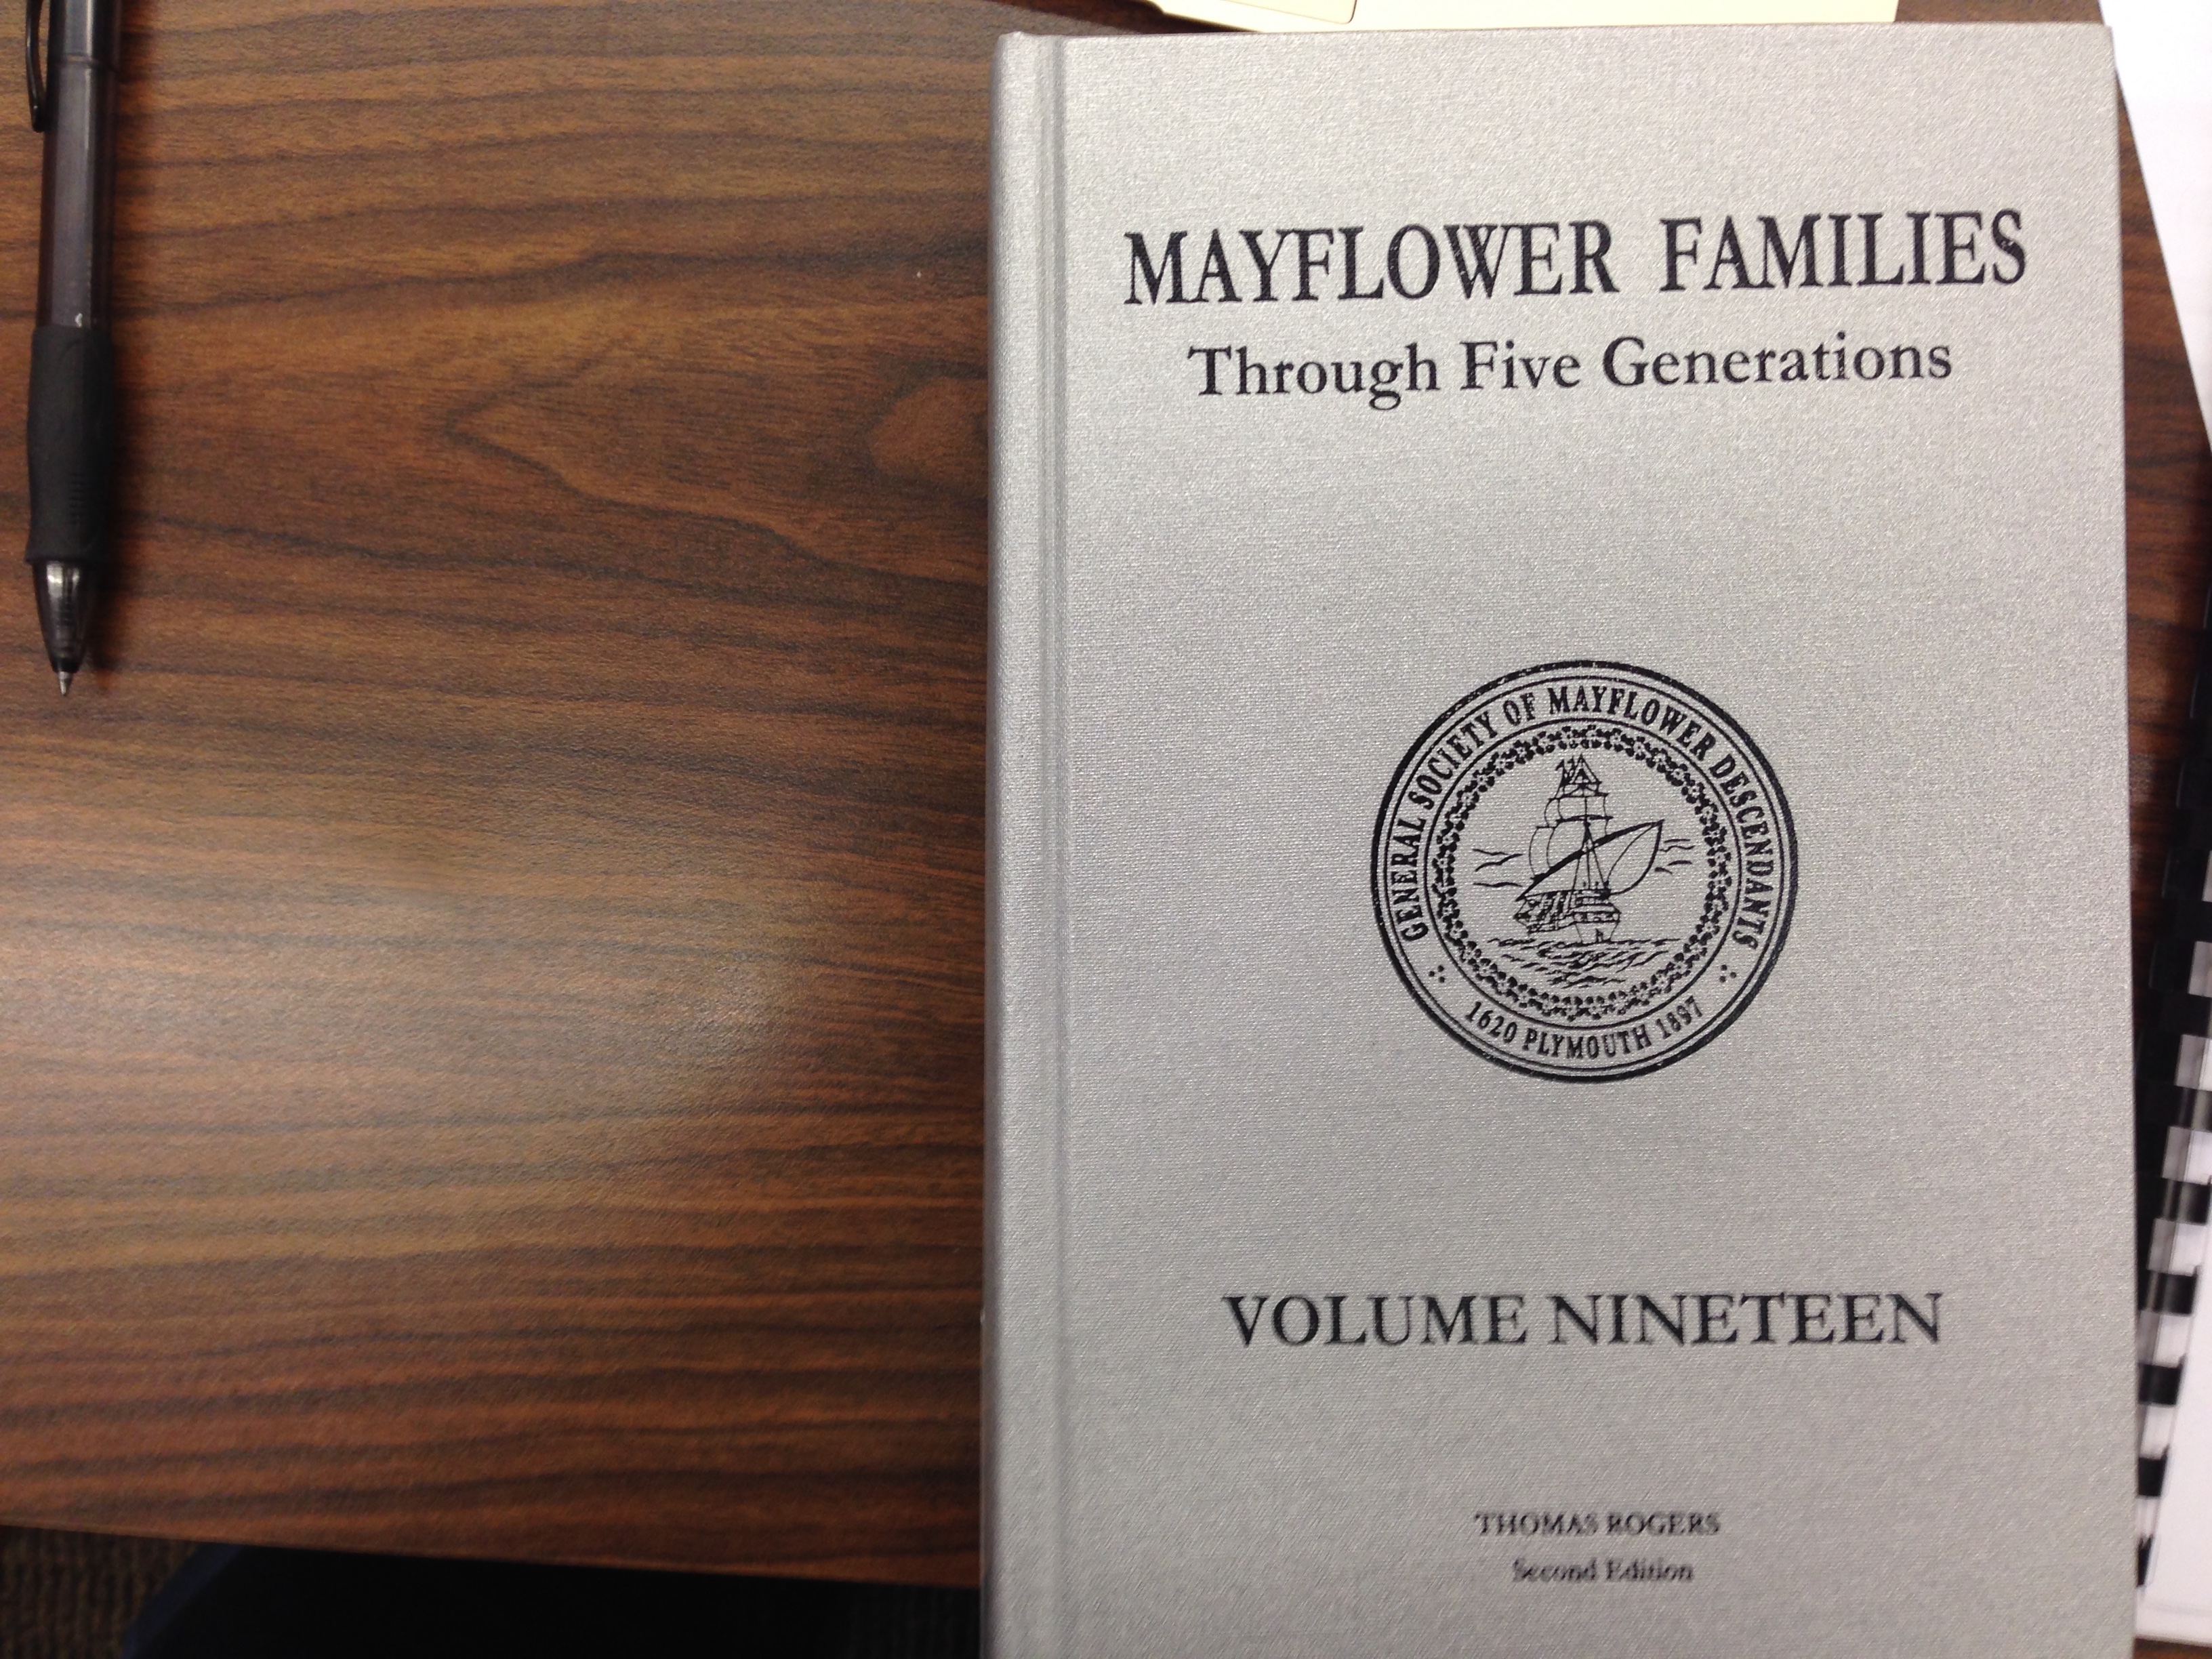 MAYFLOWER FAMILIES
Through Five Generations
GENERAL SOCIETY OF MAYFLOWER DESCENDANTS
1620 PLYMOUTH 1897
VOLUME NINETEEN
THOMAS ROGERS
Second Edition